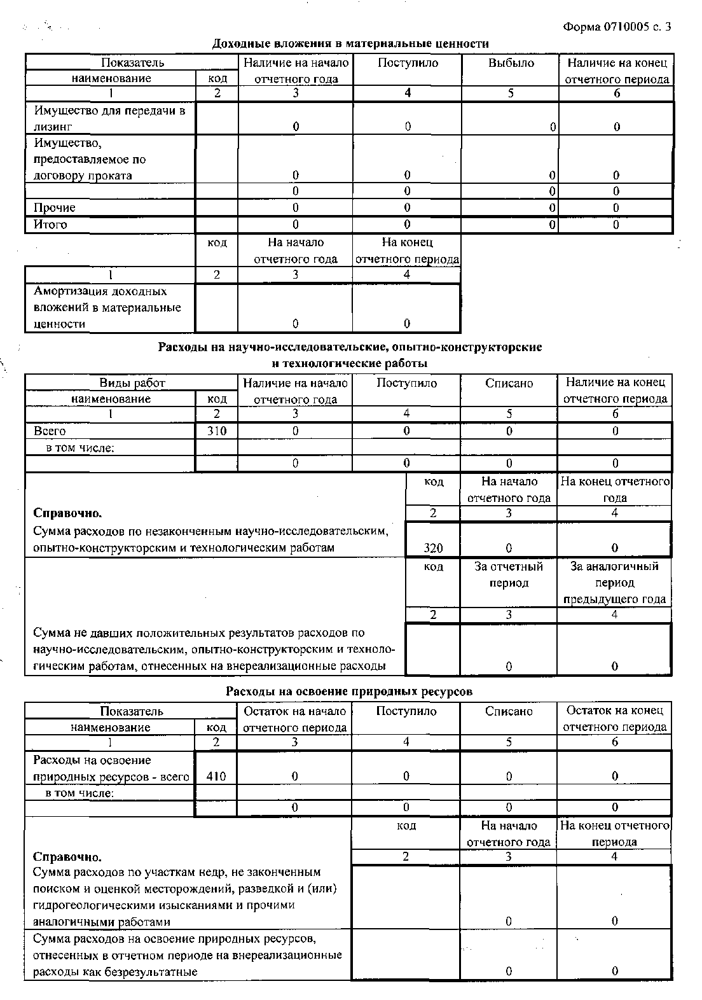 Форма 0710005 с. 3
Доходные вложения в материальные ценности
Показатель Наличие на начало Поступило Выбыло Наличие на конец
наименование код отчетного года отчетного периода
1 2 3 4 5 6
Имущество для передачи в
лизинг 0 0 0 0
Имущество,
предоставляемое по
договору проката 0 0 0 0
0 0 0 0
Прочие 0 0 0 0
Итого 0 0 0 0
код На начало На конец
отчетного года отчетного периода
1 2 3 4
Амортизация доходных
вложений в материальные
ценности 0 0
Расходы на научно-исследовательские, опытно-конструкторские
и технологические работы
Виды работ Наличие на начало Поступило Списано Наличие на конец
наименование код отчетного года отчетного периода
1 2 3 4 5 6
Всего 310 0 0 0 0
в том числе:
0 0 0 0
код На начало На конец отчетного
отчетного года года
Справочно. 2 3 4
Сумма расходов по незаконченным научно-исследовательским,
опытно-конструкторским и технологическим работам 320 0 0
код За отчетный За аналогичный
период период
предыдущего года
2 3 4
Сумма не давших положительных результатов расходов по
научно-исследовательским, опытно-конструкторским и техноло-
гическим работам, отнесенных на внереализационные расходы 0 0
Расходы на освоение природных ресурсов
Показатель Остаток на начало Поступило Списано Остаток на конец
наименование код отчетного периода отчетного периода
1 2 3 4 5 6
Расходы на освоение
природных ресурсов - всего 410 0 0 0 0
в том числе:
0 0 0 0
код На начало На конец отчетного
отчетного года периода
Справочно. 2 3 4
Сумма расходов по участкам недр, не законченным
поиском и оценкой месторождений, разведкой и (или)
гидрогеологическими изысканиями и прочими
аналогичными работами 0 0
Сумма расходов на освоение природных ресурсов,
отнесенных в отчетном периоде на внереализационные
расходы как безрезультатные 0 0